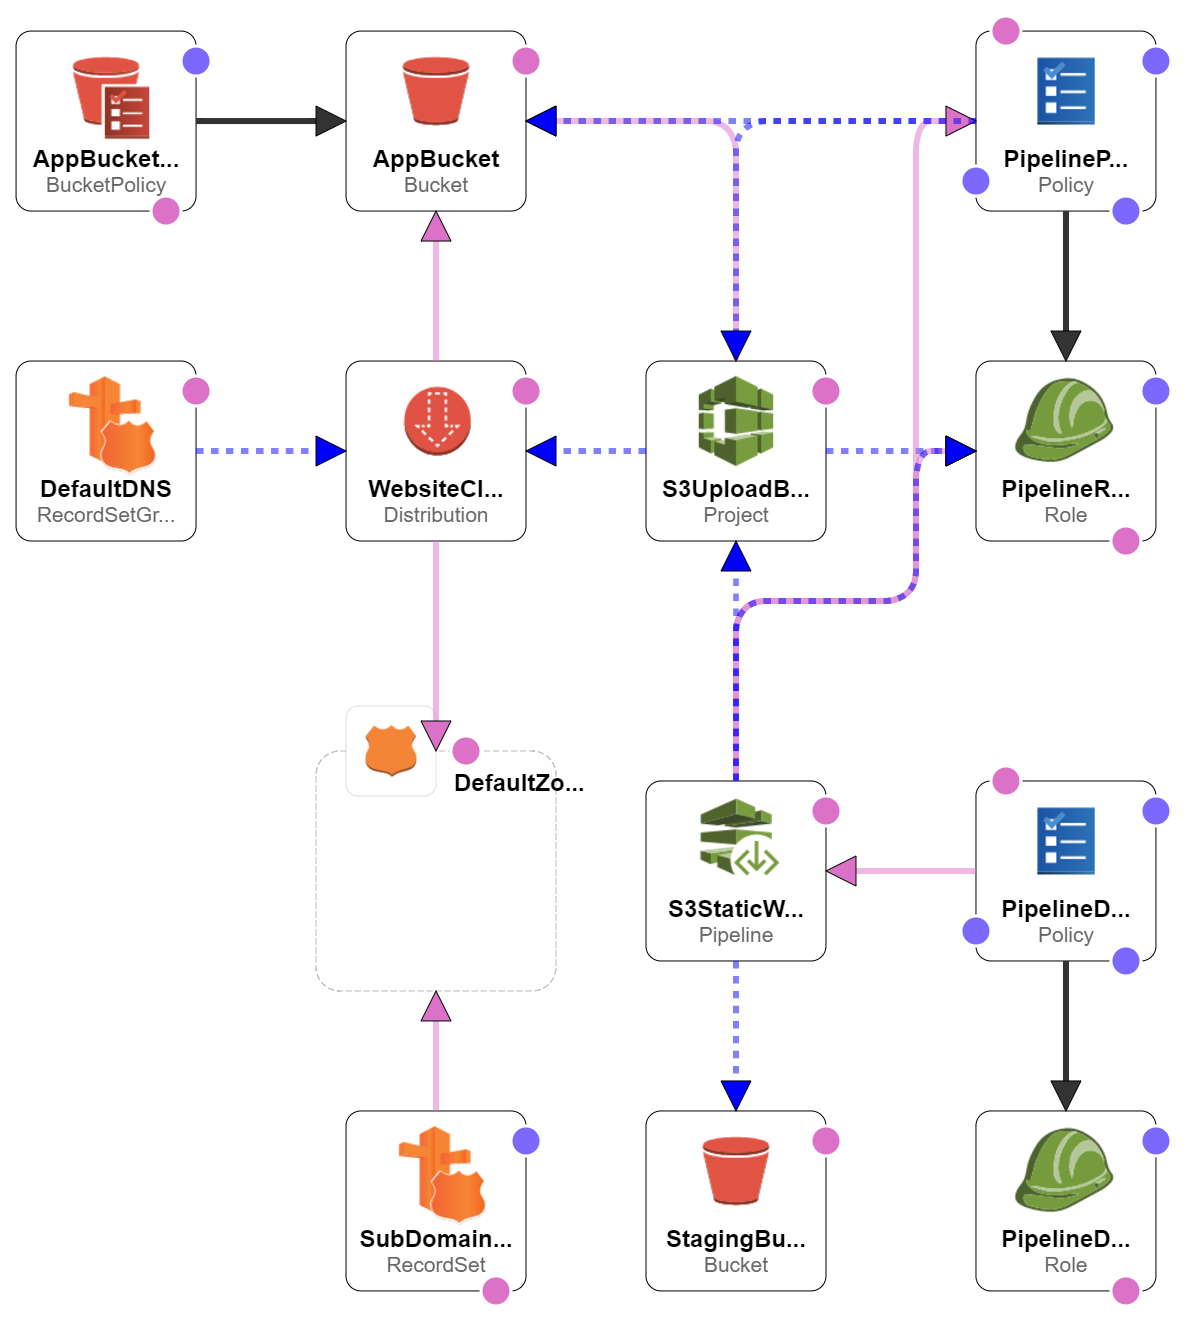 AppBucket...
BucketPolicy
AppBucket
Bucket
PipelineP...
Policy
DefaultDNS
RecordSetGr...
WebsiteCl...
Distribution
S3UploadB...
Project
PipelineR...
Role
DefaultZo...
S3StaticW...
Pipeline
PipelineD...
Policy
SubDomain...
RecordSet
StagingBu...
Bucket
PipelineD...
Role